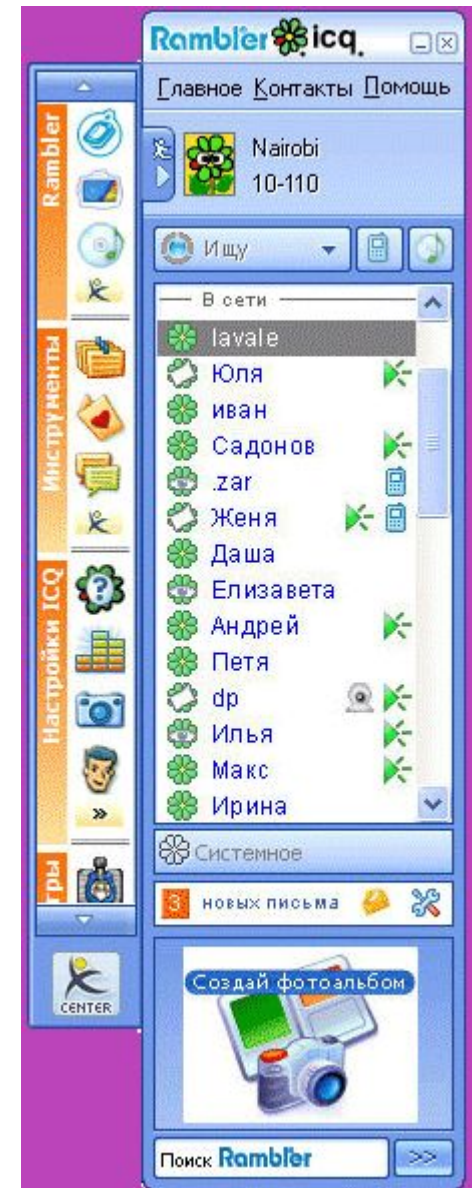 Rambler icq
Главное Контакты Помощь
Nairobi
10-110
Ищу
В сети
lavale
Юля
иван
Садонов
.zar
Женя
Даша
Елизавета
Андрей
Петя
dp
Илья
Макс
Ирина
Системное
3 новых письма
Создай фотоальбом
Поиск Rambler
>>
Rambler
Инструменты
Настройки ICQ
»
гры
CENTER